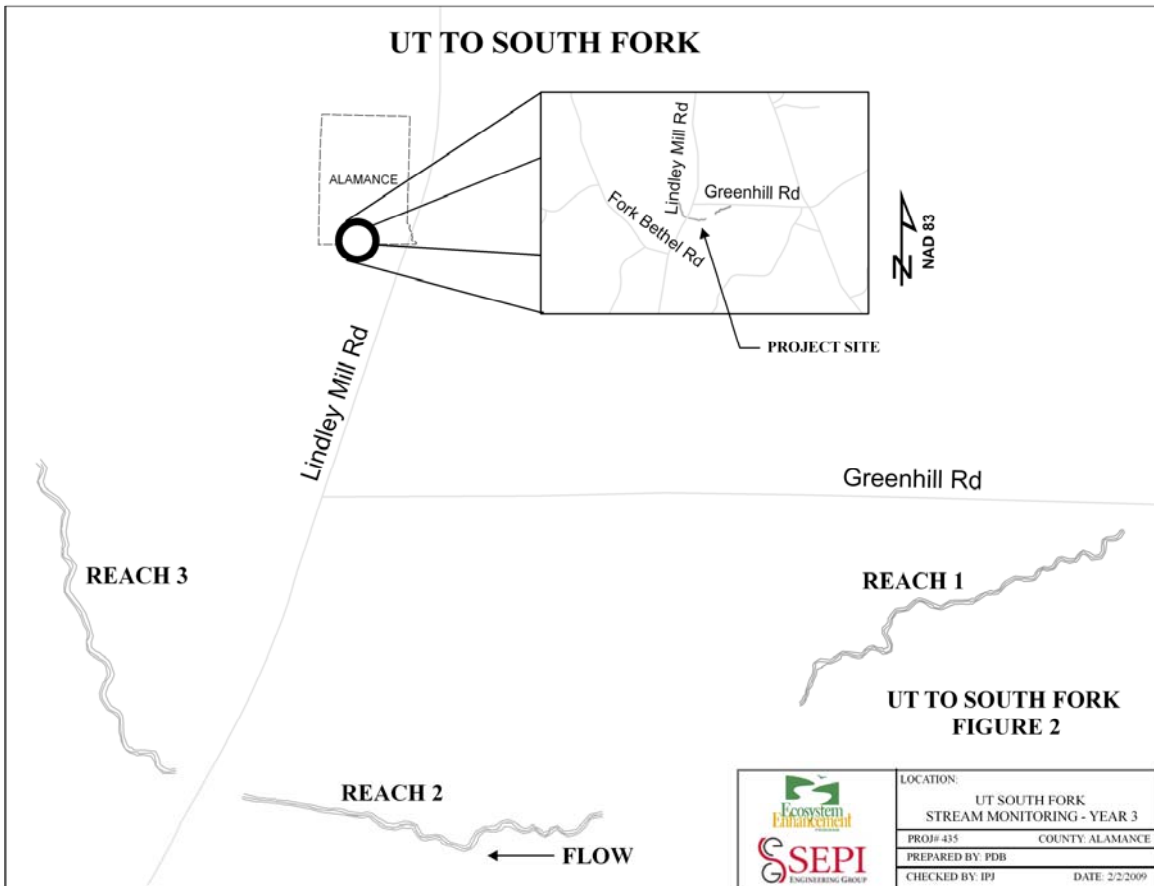 UT TO SOUTH FORK
ALAMANCE
Lindley Mill Rd
Greenhill Rd
Fork Bethel Rd
N
NAD 83
PROJECT SITE
Lindley Mill Rd
Greenhill Rd
REACH 3
REACH 1
UT TO SOUTH FORK
FIGURE 2
REACH 2
FLOW
Ecosystem
Enhancement
SEPI
ENGINEERING GROUP
LOCATION:
UT SOUTH FORK
STREAM MONITORING - YEAR 3
PROJ# 435 COUNTY: ALAMANCE
PREPARED BY: PDB
CHECKED BY: IPJ DATE: 2/2/2009